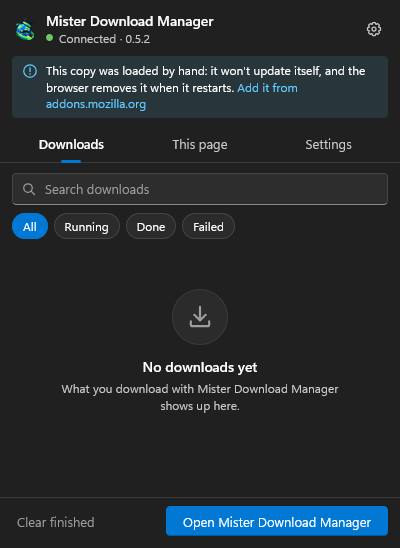 Mister Download Manager
Connected · 0.5.2
This copy was loaded by hand: it won't update itself, and the
browser removes it when it restarts. Add it from
addons.mozilla.org
Downloads
This page
Settings
Search downloads
All
Running
Done
Failed
No downloads yet
What you download with Mister Download Manager
shows up here.
Clear finished
Open Mister Download Manager